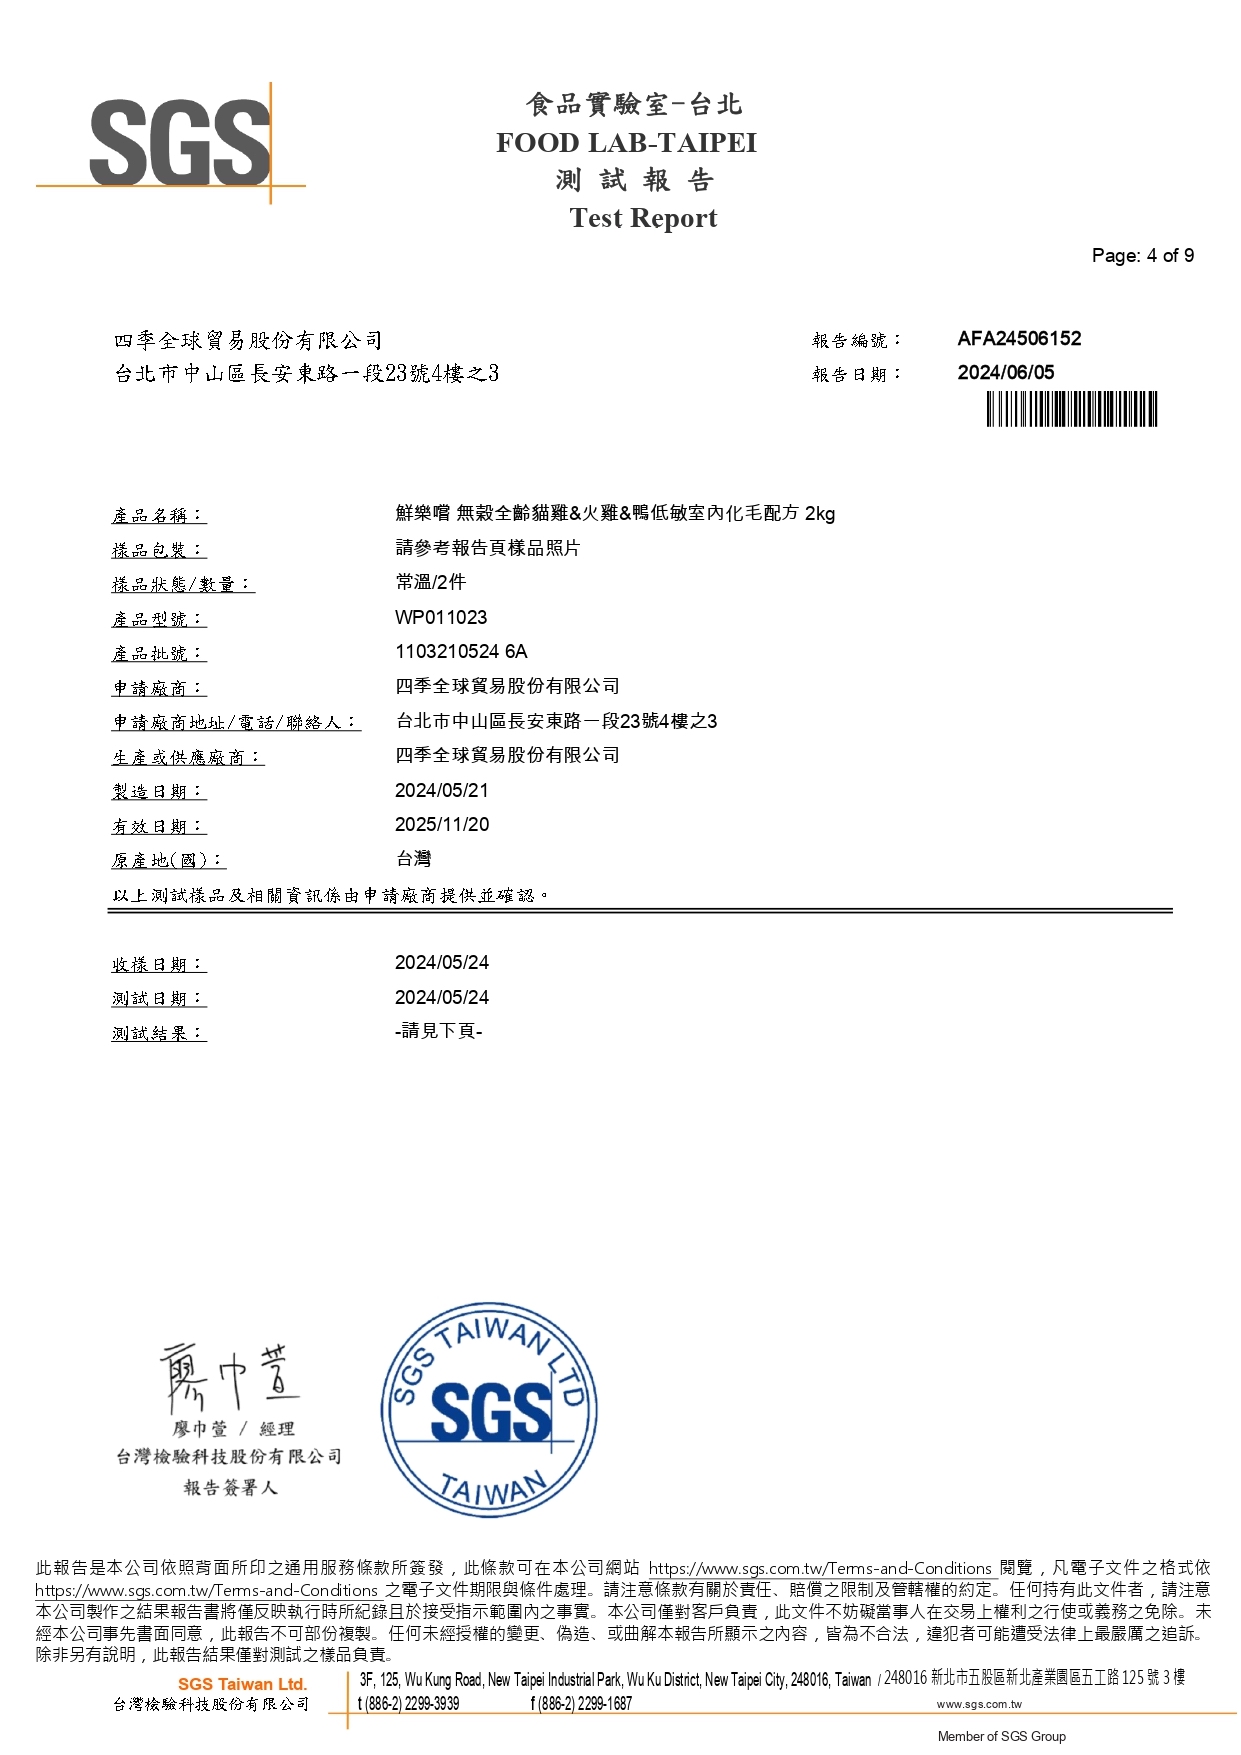 SGS
食品實驗室-台北
FOOD LAB-TAIPEI
測 試 報 告
Test Report
Page: 4 of 9
四季全球貿易股份有限公司
台北市中山區長安東路一段23號4樓之3
報告編號： AFA24506152
報告日期： 2024/06/05
產品名稱： 鮮樂嚐 無穀全齡貓雞&火雞&鴨低敏室內化毛配方 2kg
樣品包裝： 請參考報告頁樣品照片
樣品狀態/數量： 常溫/2件
產品型號： WP011023
產品批號： 1103210524 6A
申請廠商： 四季全球貿易股份有限公司
申請廠商地址/電話/聯絡人： 台北市中山區長安東路一段23號4樓之3
生產或供應廠商： 四季全球貿易股份有限公司
製造日期： 2024/05/21
有效日期： 2025/11/20
原產地(國)： 台灣
以上測試樣品及相關資訊係由申請廠商提供並確認。
收樣日期： 2024/05/24
測試日期： 2024/05/24
測試結果： -請見下頁-
廖巾萱
廖巾萱 / 經理
台灣檢驗科技股份有限公司
報告簽署人
SGS TAIWAN LTD
SGS
TAIWAN
此報告是本公司依照背面所印之通用服務條款所簽發，此條款可在本公司網站 https://www.sgs.com.tw/Terms-and-Conditions 閱覽，凡電子文件之格式依
https://www.sgs.com.tw/Terms-and-Conditions 之電子文件期限與條件處理。請注意條款有關於責任、賠償之限制及管轄權的約定。任何持有此文件者，請注意
本公司製作之結果報告書將僅反映執行時所紀錄且於接受指示範圍內之事實。本公司僅對客戶負責，此文件不妨礙當事人在交易上權利之行使或義務之免除。未
經本公司事先書面同意，此報告不可部份複製。任何未經授權的變更、偽造、或曲解本報告所顯示之內容，皆為不合法，違犯者可能遭受法律上最嚴厲之追訴。
除非另有說明，此報告結果僅對測試之樣品負責。
SGS Taiwan Ltd.
台灣檢驗科技股份有限公司
3F, 125, Wu Kung Road, New Taipei Industrial Park, Wu Ku District, New Taipei City, 248016, Taiwan / 248016 新北市五股區新北產業園區五工路 125 號 3 樓
t (886-2) 2299-3939 f (886-2) 2299-1687 www.sgs.com.tw
Member of SGS Group